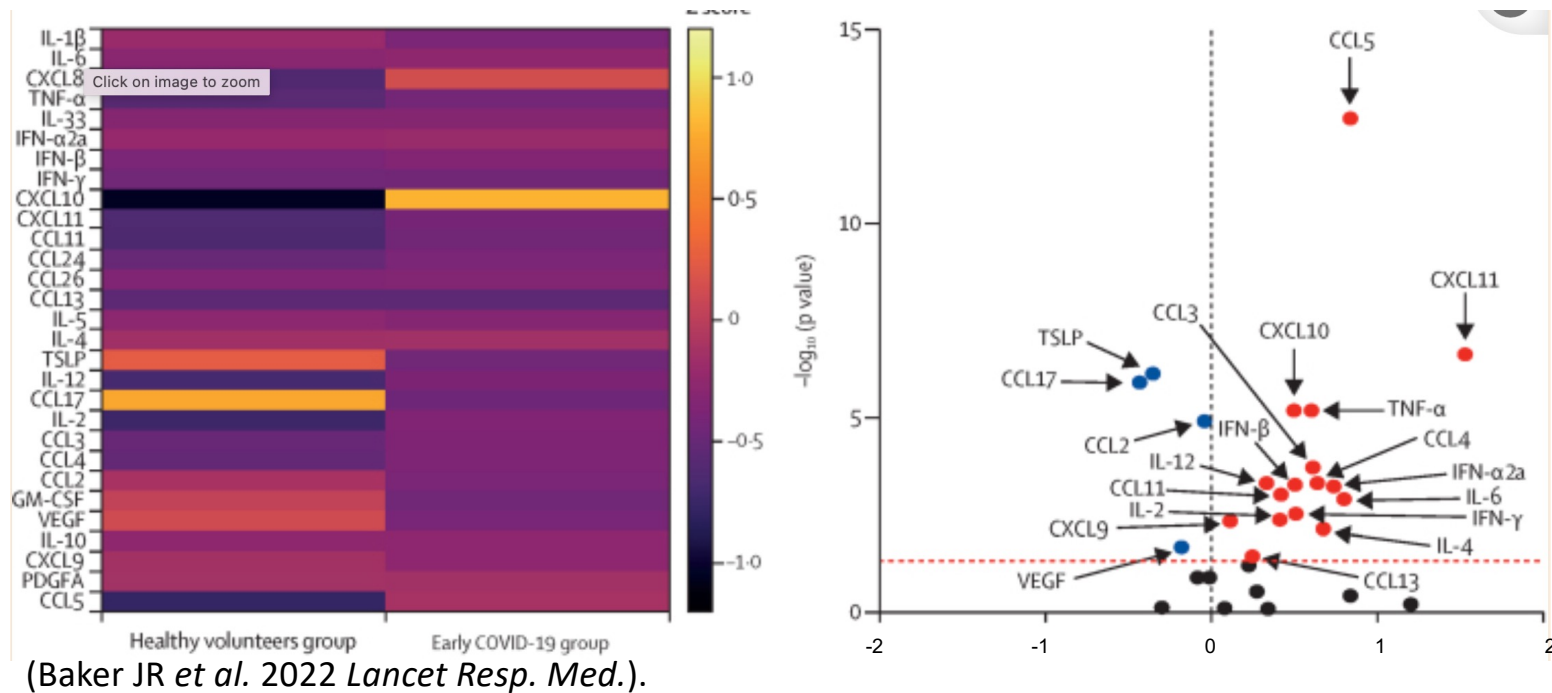 Z score
IL-1β
IL-6
CXCL8
Click on image to zoom
TNF-α
IL-33
IFN-α2a
IFN-β
IFN-γ
CXCL10
CXCL11
CCL11
CCL24
CCL26
CCL13
IL-5
IL-4
TSLP
IL-12
CCL17
IL-2
CCL3
CCL4
CCL2
GM-CSF
VEGF
IL-10
CXCL9
PDGFA
CCL5
1·0
0·5
0
–0·5
–1·0
Healthy volunteers group
Early COVID-19 group
–log10 (p value)
15
10
5
0
CCL5
CXCL11
CCL3
CXCL10
TSLP
CCL17
TNF-α
CCL2
IFN-β
CCL4
IL-12
IFN-α2a
CCL11
IL-6
IL-2
IFN-γ
CXCL9
IL-4
VEGF
CCL13
-2
-1
0
1
2
(Baker JR et al. 2022 Lancet Resp. Med.).